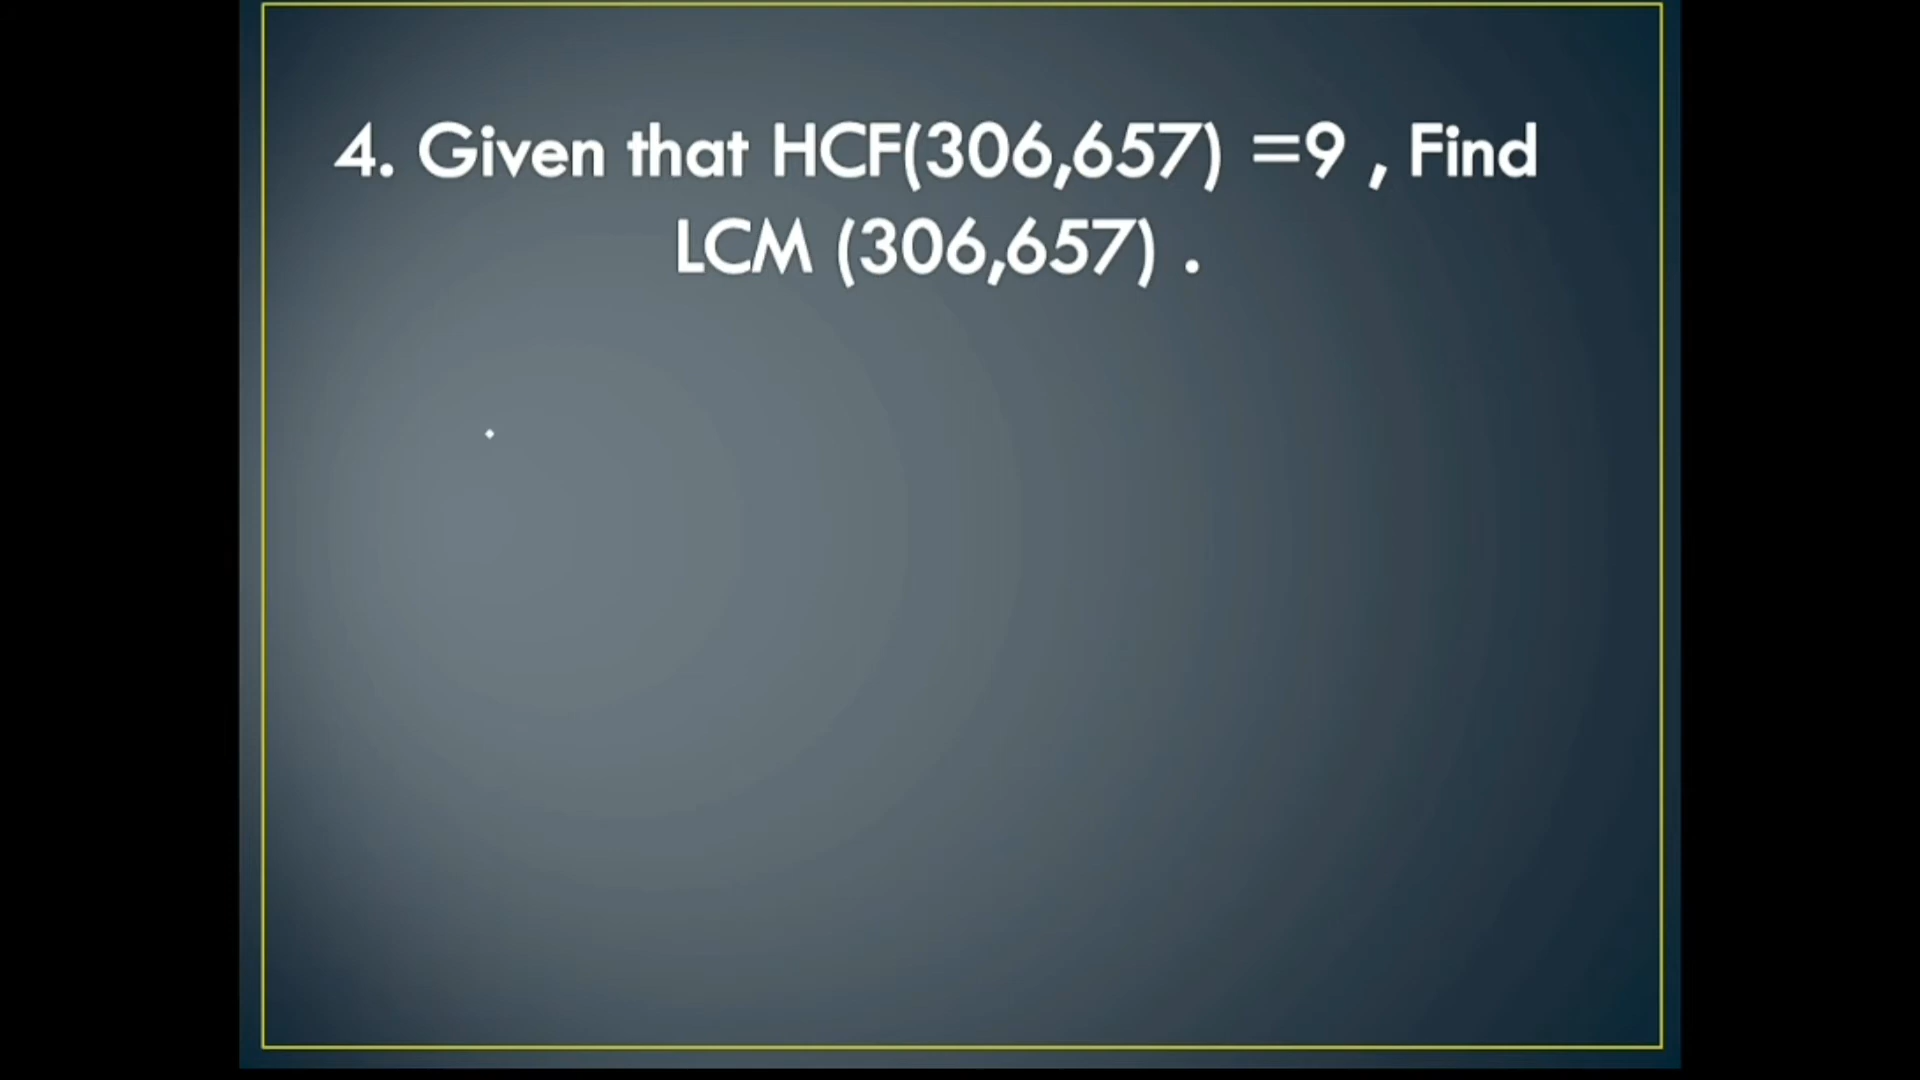 4. Given that HCF(306,657) =9 , Find
LCM (306,657) .